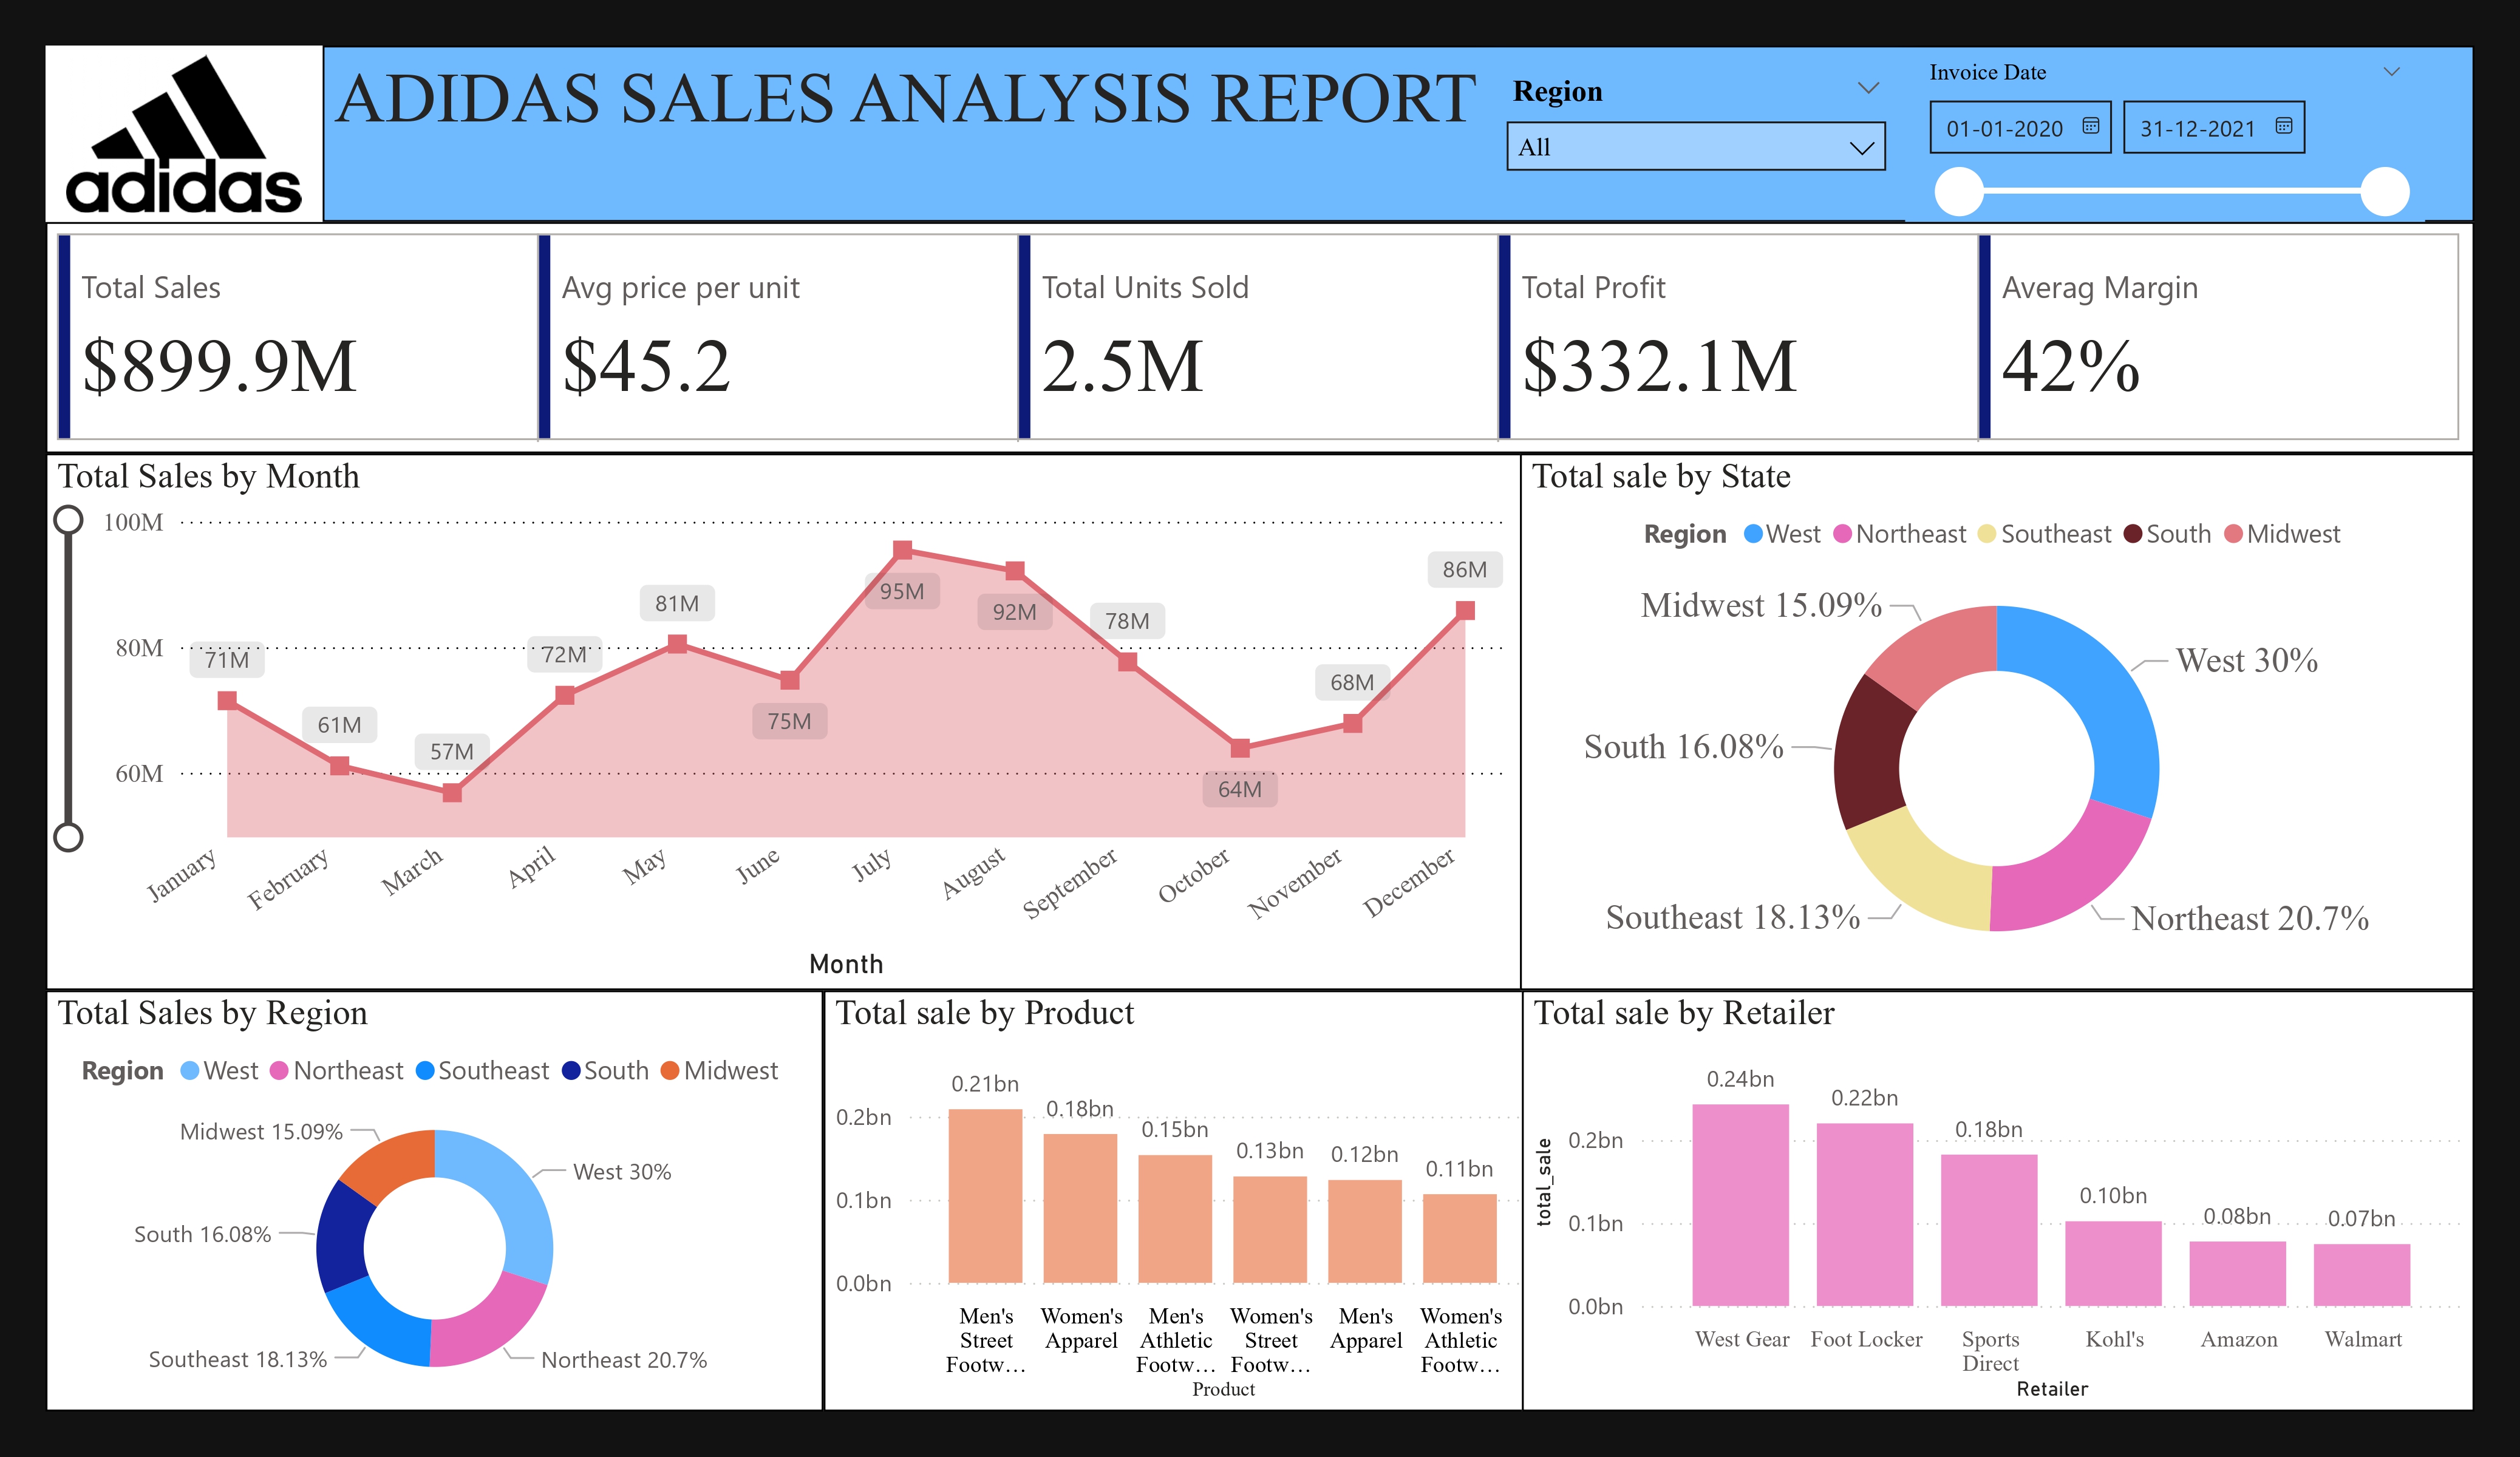 adidas
ADIDAS SALES ANALYSIS REPORT
Region
All
Invoice Date
01-01-2020
31-12-2021
Total Sales
$899.9M
Avg price per unit
$45.2
Total Units Sold
2.5M
Total Profit
$332.1M
Averag Margin
42%
Total Sales by Month
100M
80M
60M
71M
61M
57M
72M
81M
75M
95M
92M
78M
64M
68M
86M
January
February
March
April
May
June
July
August
September
October
November
December
Month
Total sale by State
Region West Northeast Southeast South Midwest
Midwest 15.09%
West 30%
South 16.08%
Southeast 18.13%
Northeast 20.7%
Total Sales by Region
Region West Northeast Southeast South Midwest
Midwest 15.09%
West 30%
South 16.08%
Southeast 18.13%
Northeast 20.7%
Total sale by Product
0.2bn
0.1bn
0.0bn
0.21bn
0.18bn
0.15bn
0.13bn
0.12bn
0.11bn
Men's
Street
Footw...
Women's
Apparel
Men's
Athletic
Footw...
Women's
Street
Footw...
Men's
Apparel
Women's
Athletic
Footw...
Product
Total sale by Retailer
total_sale
0.2bn
0.1bn
0.0bn
0.24bn
0.22bn
0.18bn
0.10bn
0.08bn
0.07bn
West Gear
Foot Locker
Sports
Direct
Kohl's
Amazon
Walmart
Retailer